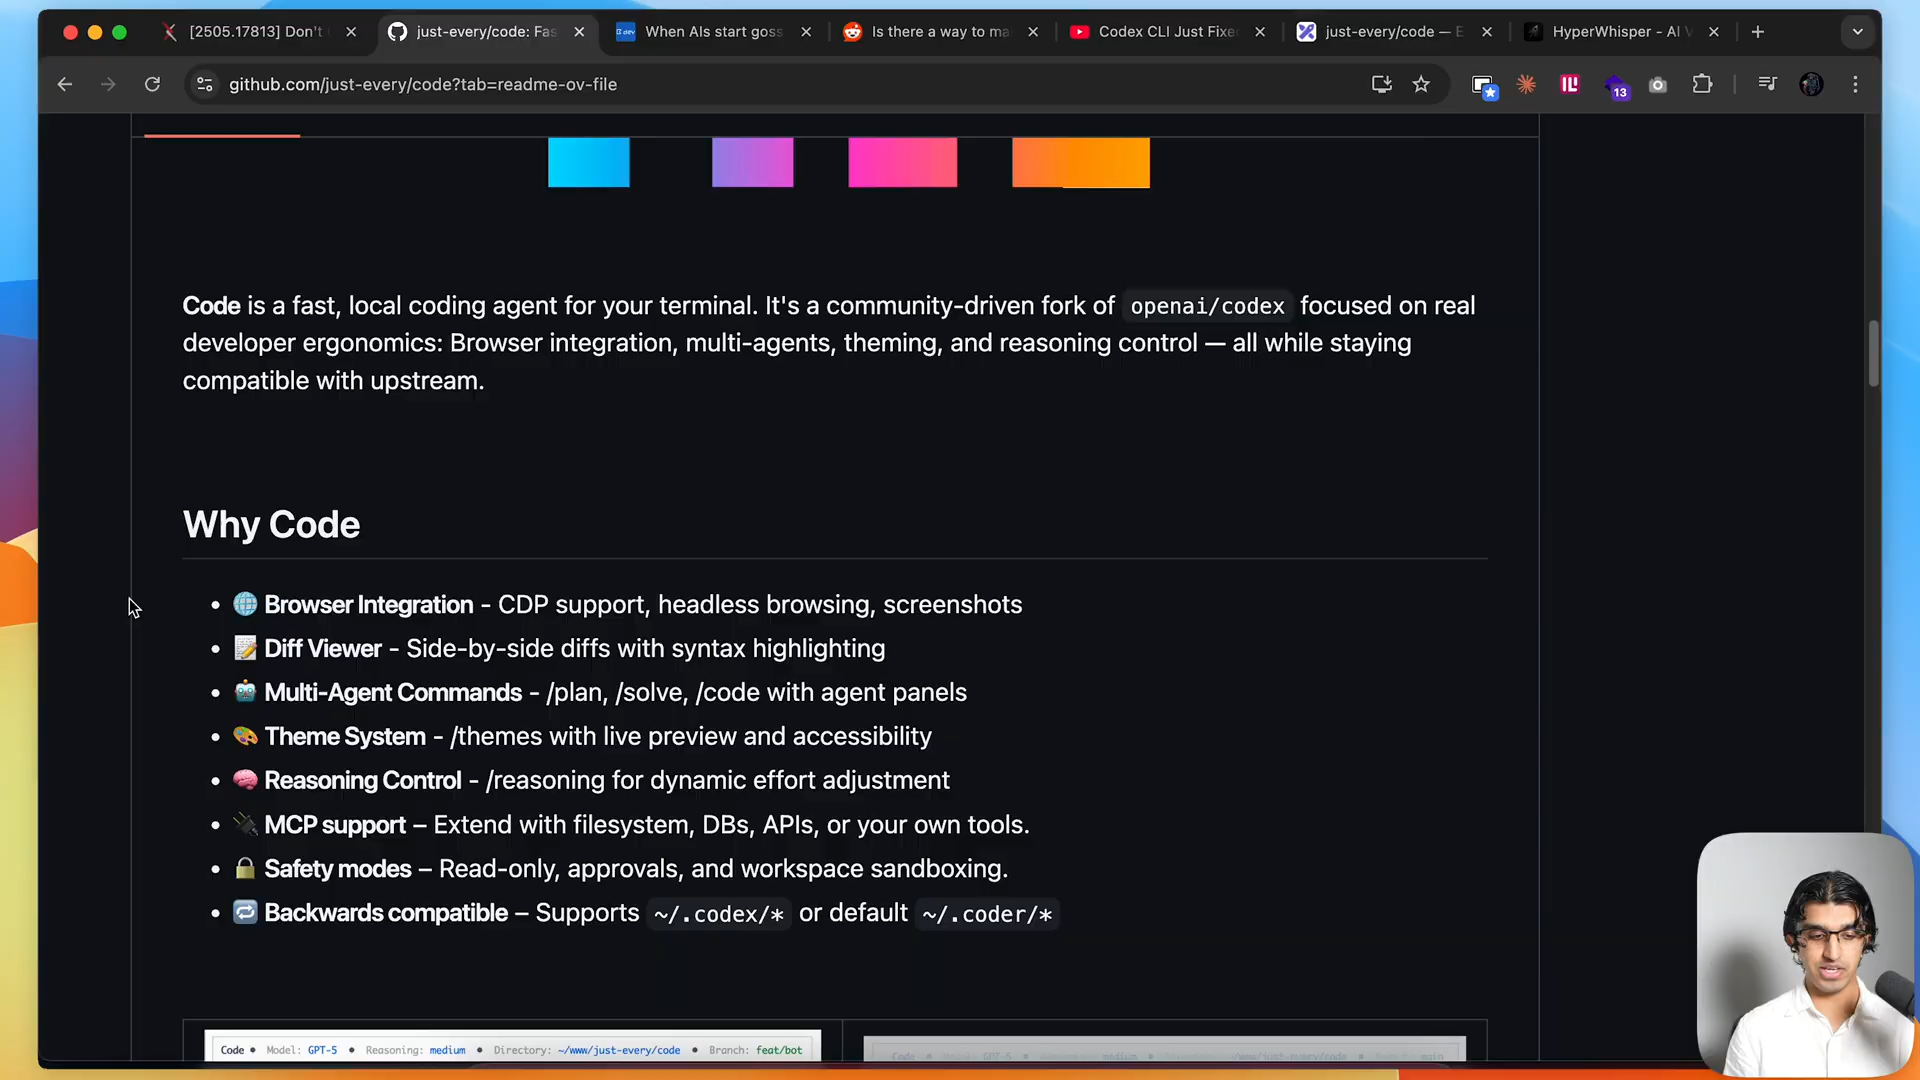 [2505.17813] Don't
just-every/code: Fas
When AIs start goss
Is there a way to ma
Codex CLI Just Fixe
just-every/code — E
HyperWhisper - AI V
github.com/just-every/code?tab=readme-ov-file
13
Code is a fast, local coding agent for your terminal. It's a community-driven fork of openai/codex focused on real
developer ergonomics: Browser integration, multi-agents, theming, and reasoning control — all while staying
compatible with upstream.
Why Code
🌐 Browser Integration - CDP support, headless browsing, screenshots
📝 Diff Viewer - Side-by-side diffs with syntax highlighting
🤖 Multi-Agent Commands - /plan, /solve, /code with agent panels
🎨 Theme System - /themes with live preview and accessibility
🧠 Reasoning Control - /reasoning for dynamic effort adjustment
🔌 MCP support – Extend with filesystem, DBs, APIs, or your own tools.
🔒 Safety modes – Read-only, approvals, and workspace sandboxing.
🔁 Backwards compatible – Supports ~/.codex/* or default ~/.coder/*
Code • Model: GPT-5 • Reasoning: medium • Directory: ~/www/just-every/code • Branch: feat/bot